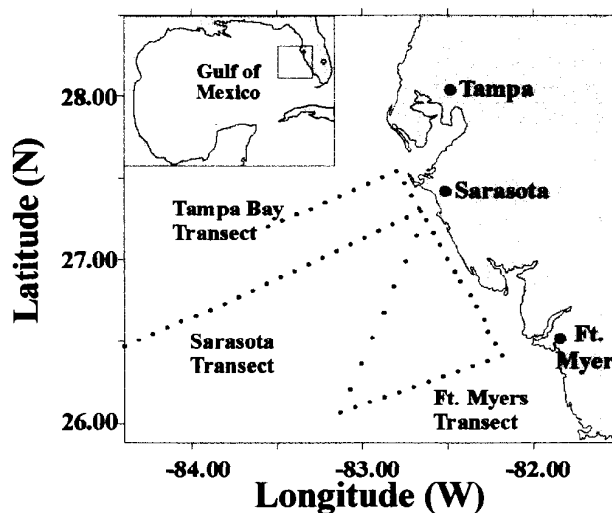 Gulf of
Mexico
Tampa
Sarasota
Tampa Bay
Transect
Sarasota
Transect
Ft.
Myer
Ft. Myers
Transect
28.00
27.00
26.00
Latitude (N)
-84.00
-83.00
-82.00
Longitude (W)